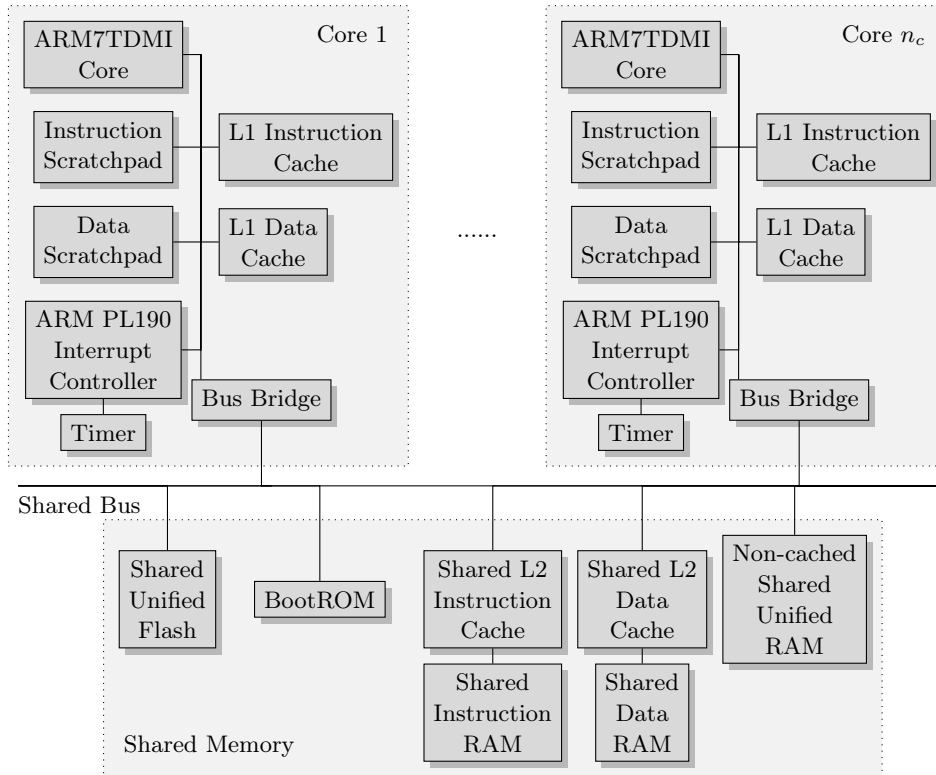 Core 1
ARM7TDMI
Core
Instruction
Scratchpad
L1 Instruction
Cache
Data
Scratchpad
L1 Data
Cache
ARM PL190
Interrupt
Controller
Bus Bridge
Timer
......
Core n_c
ARM7TDMI
Core
Instruction
Scratchpad
L1 Instruction
Cache
Data
Scratchpad
L1 Data
Cache
ARM PL190
Interrupt
Controller
Bus Bridge
Timer
Shared Bus
Shared
Unified
Flash
BootROM
Shared L2
Instruction
Cache
Shared L2
Data
Cache
Non-cached
Shared
Unified
RAM
Shared
Instruction
RAM
Shared
Data
RAM
Shared Memory